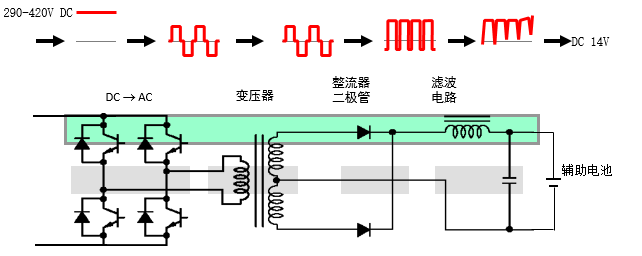 290-420V DC
DC 14V
DC → AC
变压器
整流器
二极管
滤波
电路
辅助电池